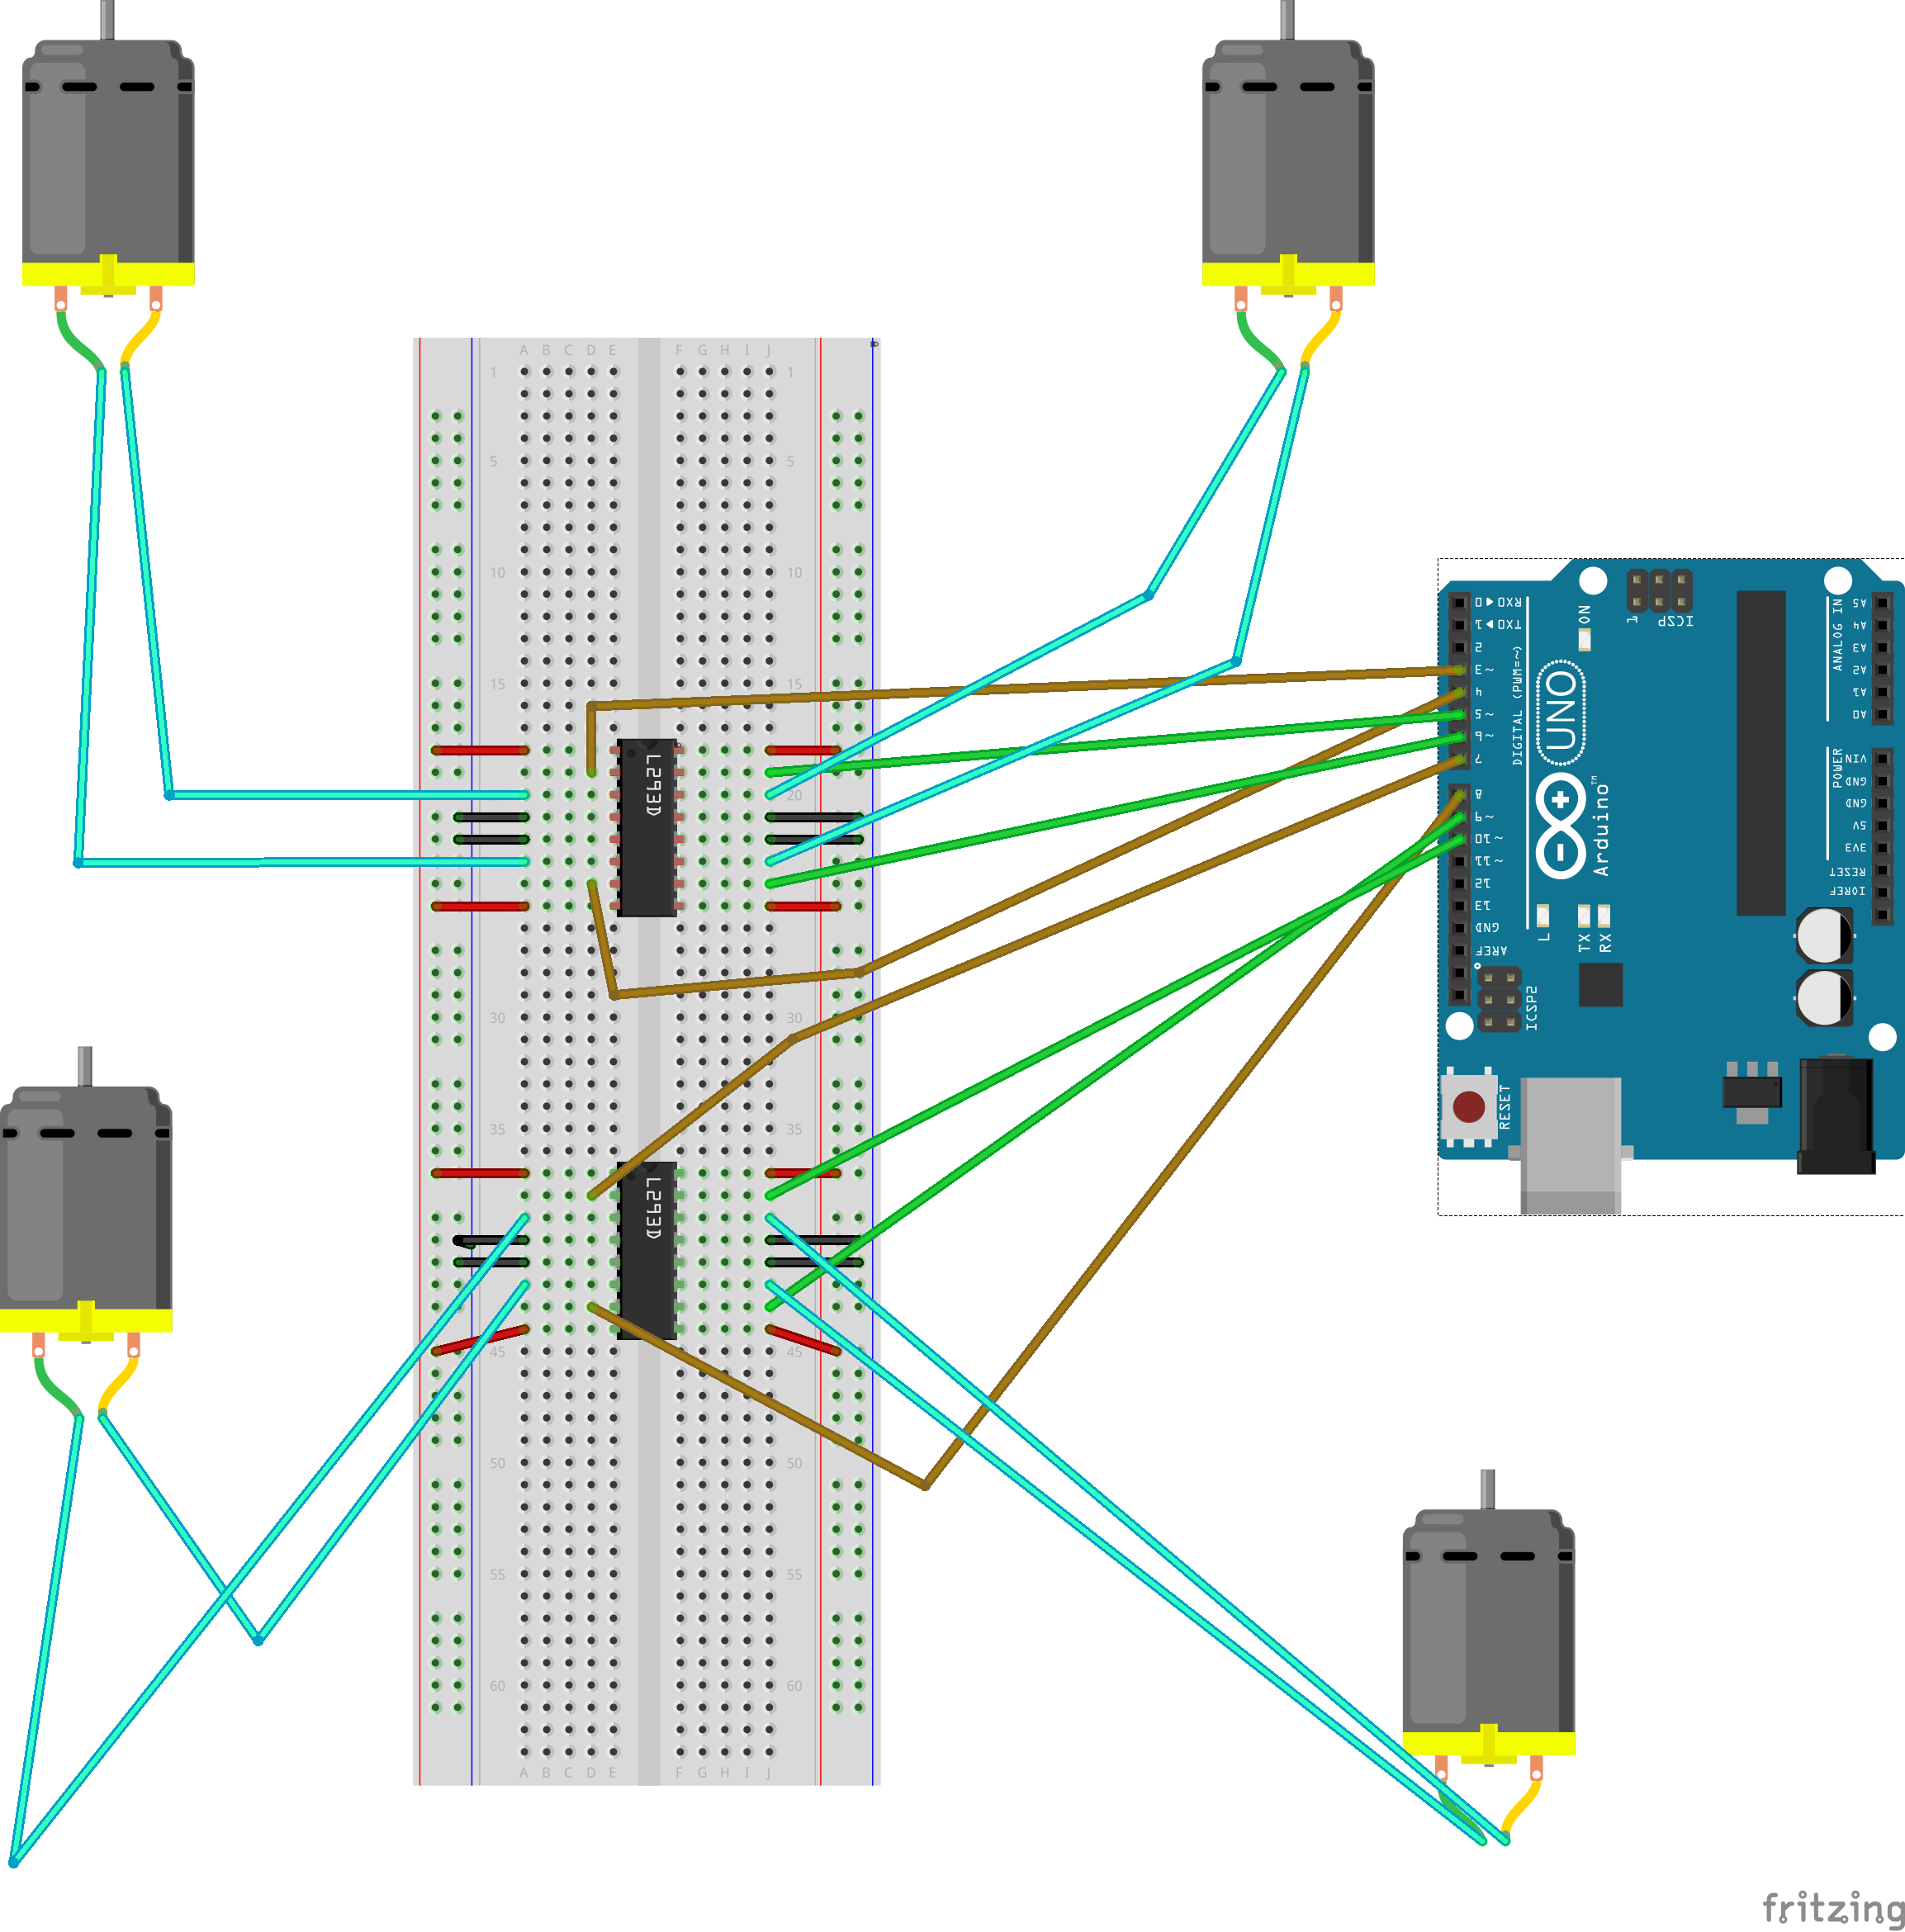 A B C D E F G H I J
1 1
5 5
10 10
15 15
20
30 30
35 35
45 45
50 50
55 55
60 60
A B C D E F G H I J
L293D
L293D
RX0 ◀ 0
TX0 ▶ 1
2
~ 3
4
~ 5
~ 6
7
8
~ 9
~ 10
~ 11
12
13
GND
AREF
DIGITAL (PWM=~)
ON
1
ICSP
UNO
Arduino™
L
TX
RX
ICSP2
RESET
ANALOG IN
A5
A4
A3
A2
A1
A0
POWER
VIN
GND
GND
5V
3V3
RESET
IOREF
fritzing